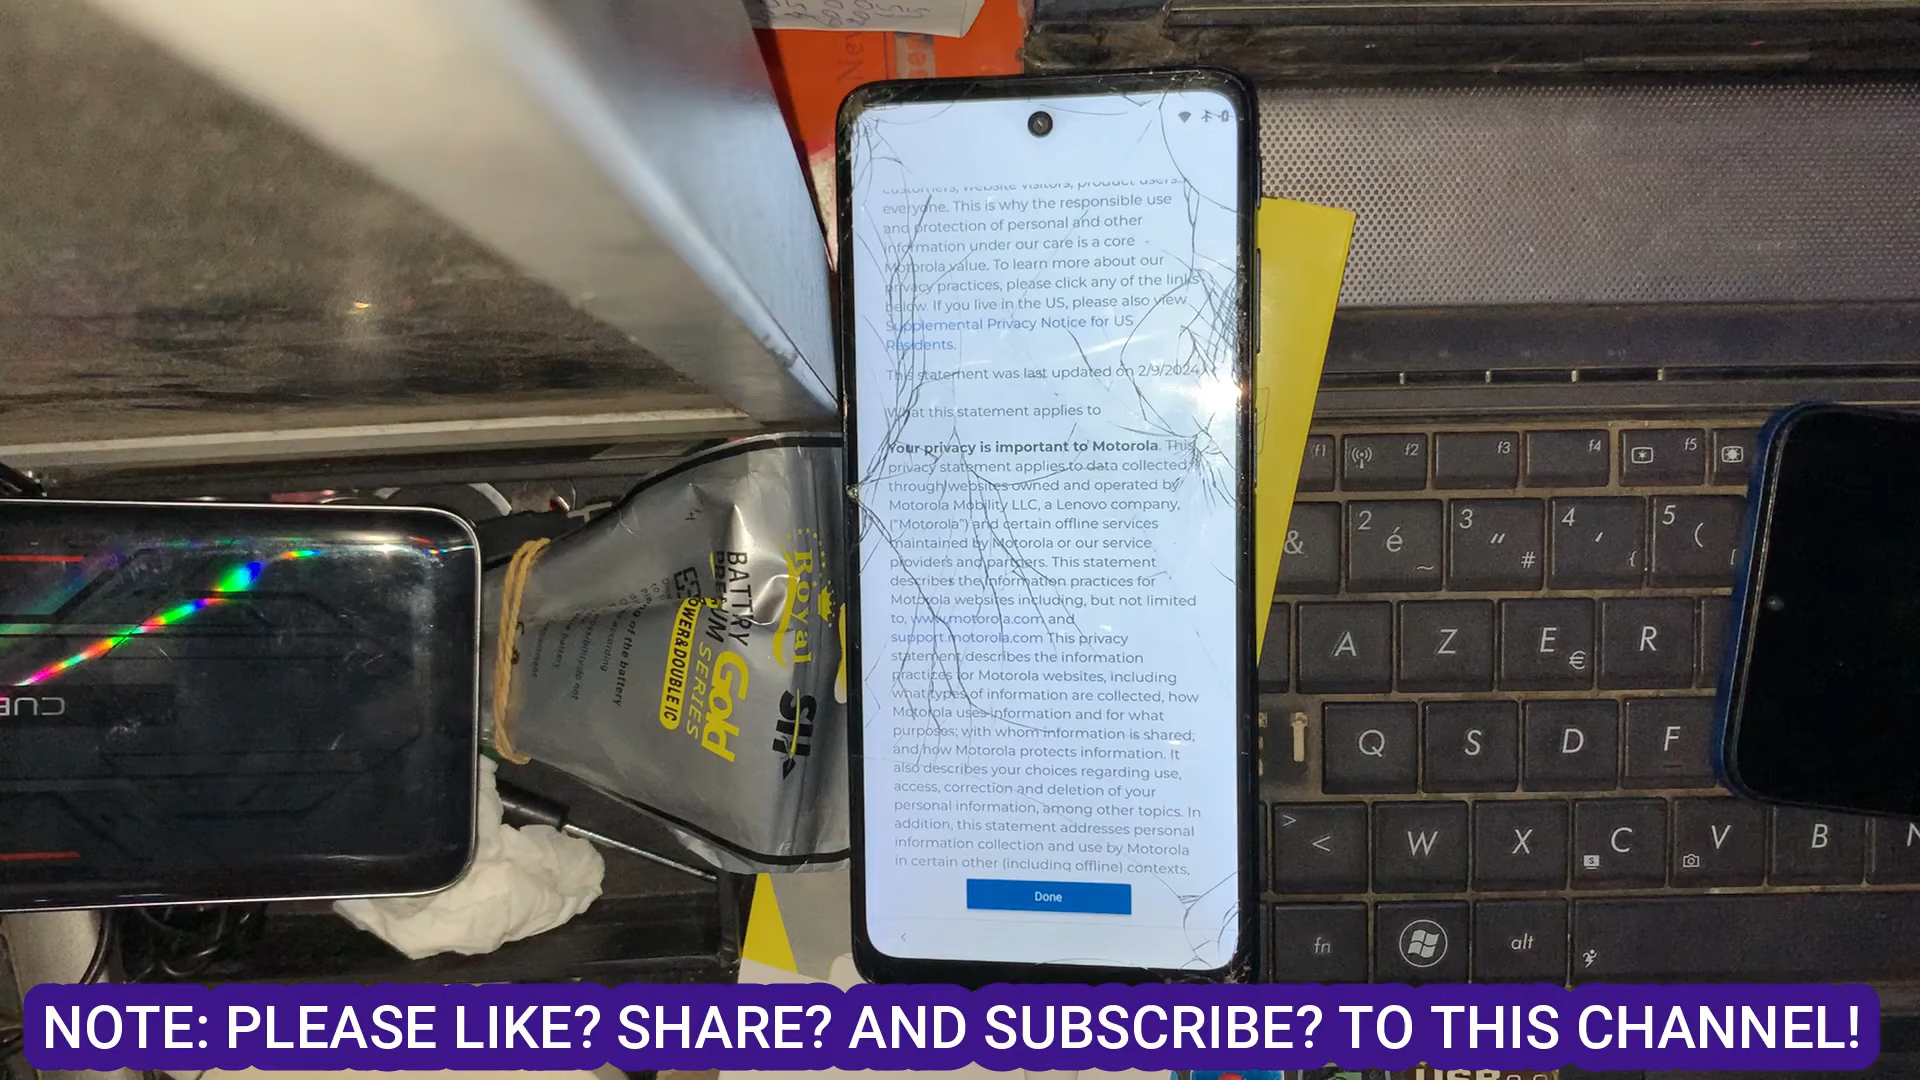 customers, website visitors, product users...
everyone. This is why the responsible use
and protection of personal and other
information under our care is a core
Motorola value. To learn more about our
privacy practices, please click any of the links
below. If you live in the US, please also view
Supplemental Privacy Notice for US
Residents.
This statement was last updated on 2/9/2024
What this statement applies to
Your privacy is important to Motorola. This
privacy statement applies to data collected
through websites owned and operated by
Motorola Mobility LLC, a Lenovo company,
("Motorola") and certain offline services
maintained by Motorola or our service
providers and partners. This statement
describes the information practices for
Motorola websites including, but not limited
to, www.motorola.com and
support.motorola.com This privacy
statement describes the information
practices for Motorola websites, including
what types of information are collected, how
Motorola uses information and for what
purposes; with whom information is shared;
and how Motorola protects information. It
also describes your choices regarding use,
access, correction and deletion of your
personal information, among other topics. In
addition, this statement addresses personal
information collection and use by Motorola
in certain other (including offline) contexts,
Done
Royal
BATTRY
POWER&DOUBLE IC
Gold
SERIES
of the battery
f1 f2 f3 f4 f5
& 2 é ~ 3 " # 4 ' { 5 (
A Z E € R
Q S D F
> < W X C V B N
fn alt
NOTE: PLEASE LIKE? SHARE? AND SUBSCRIBE? TO THIS CHANNEL!